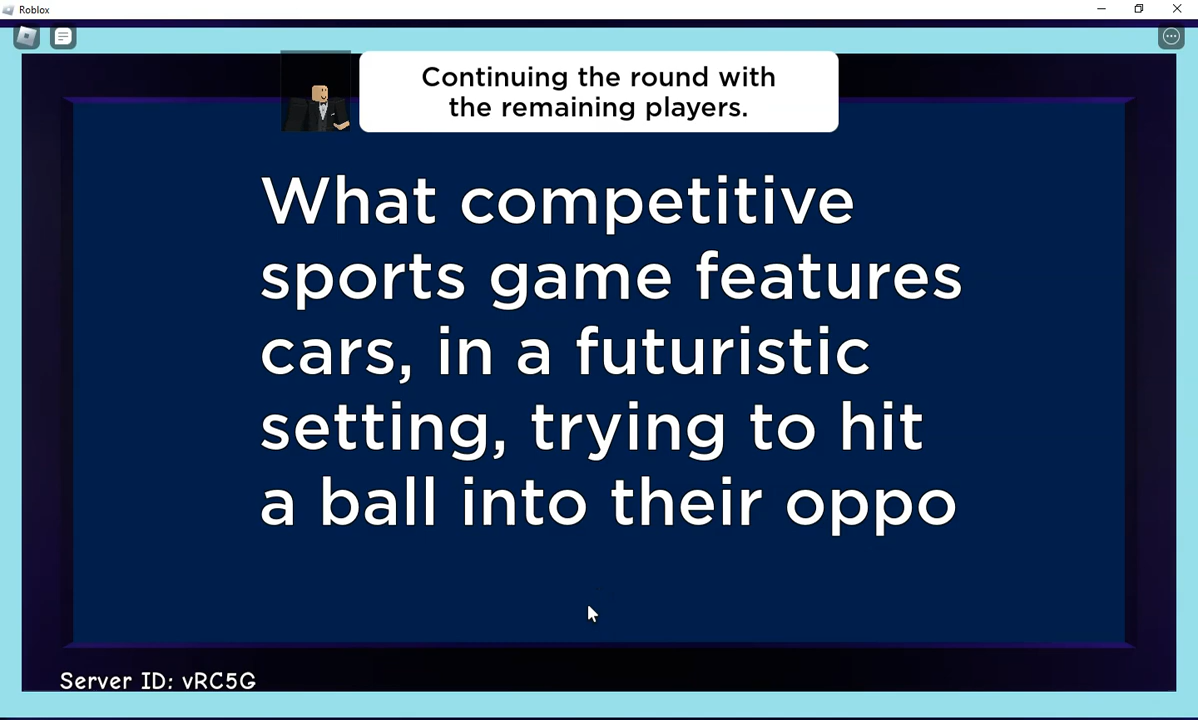 Roblox
Continuing the round with
the remaining players.
What competitive
sports game features
cars, in a futuristic
setting, trying to hit
a ball into their oppo
Server ID: vRC5G